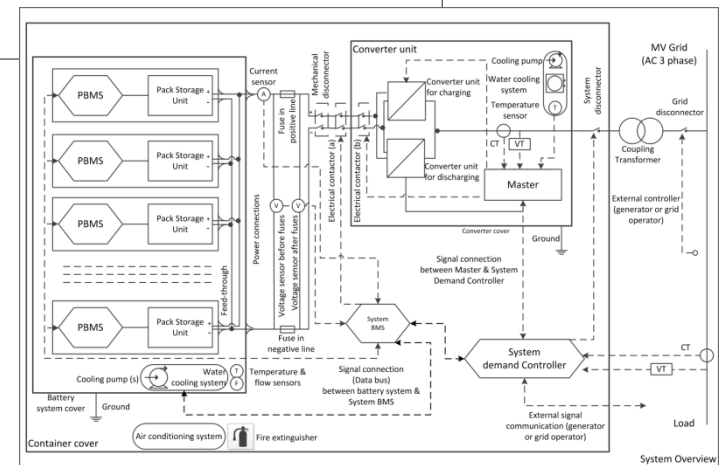 Converter unit
MV Grid
(AC 3 phase)
Current
sensor
Mechanical
disconnector
Cooling pump
Water cooling
system
Temperature
sensor
System
disconnector
Grid
disconnector
PBMS
Pack Storage
Unit
+
-
A
Fuse in
positive line
Converter unit
for charging
Converter unit
for discharging
T
CT
VT
Coupling
Transformer
PBMS
Pack Storage
Unit
+
-
Electrical contactor (a)
Electrical contactor (b)
Master
External controller
(generator or grid
operator)
PBMS
Pack Storage
Unit
+
-
Power connections
V
V
Voltage sensor before fuses
Voltage sensor after fuses
Converter cover
Ground
Feed-through
Signal connection
between Master & System
Demand Controller
PBMS
Pack Storage
Unit
+
-
Fuse in
negative line
System
BMS
System
demand Controller
CT
VT
Cooling pump (s)
Water
cooling system
T
F
Temperature &
flow sensors
Signal connection
(Data bus)
between battery system &
System BMS
Battery
system cover
Ground
External signal
communication (generator
or grid operator)
Load
Container cover
Air conditioning system
Fire extinguisher
System Overview